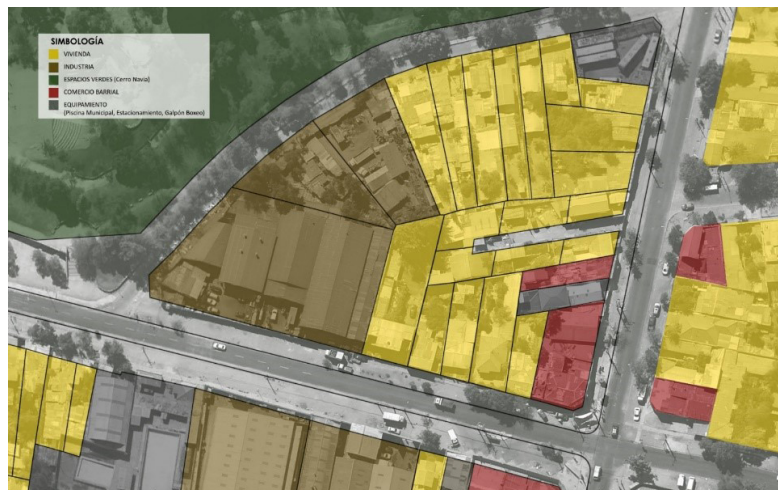 SIMBOLOGÍA
VIVIENDA
INDUSTRIA
ESPACIOS VERDES (Cerro Navia)
COMERCIO BARRIAL
EQUIPAMIENTO
(Piscina Municipal, Estacionamiento, Galpón Boxeo)